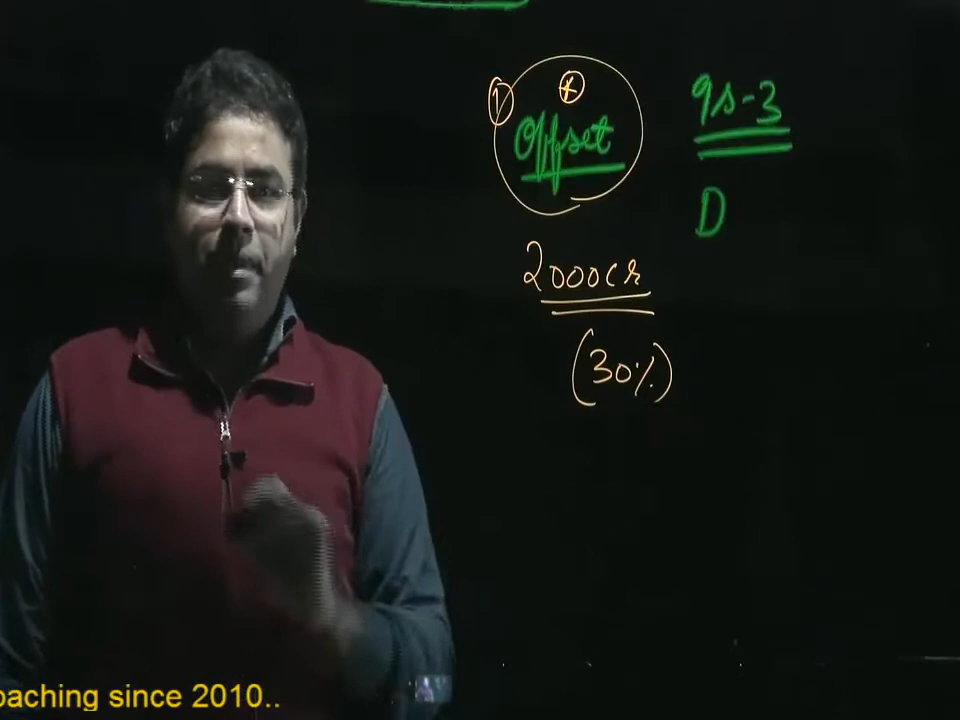 ① ⊛
Offset
9s-3
D
2000cr
(30%)
oaching since 2010..